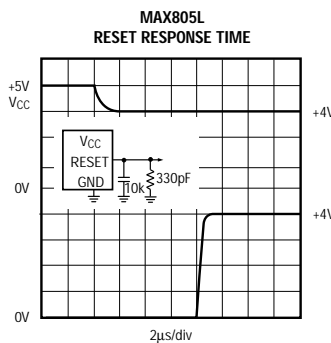 MAX805L
RESET RESPONSE TIME
+5V
VCC
+4V
VCC
RESET
GND
10k
330pF
0V
+4V
0V
2µs/div